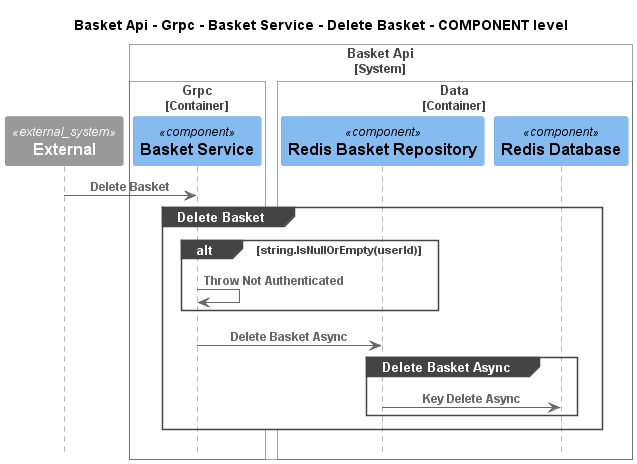 Basket Api - Grpc - Basket Service - Delete Basket - COMPONENT level
Basket Api
[System]
Grpc
[Container]
Data
[Container]
«external_system»
External
«component»
Basket Service
«component»
Redis Basket Repository
«component»
Redis Database
Delete Basket
Delete Basket
alt
[string.IsNullOrEmpty(userId)]
Throw Not Authenticated
Delete Basket Async
Delete Basket Async
Key Delete Async